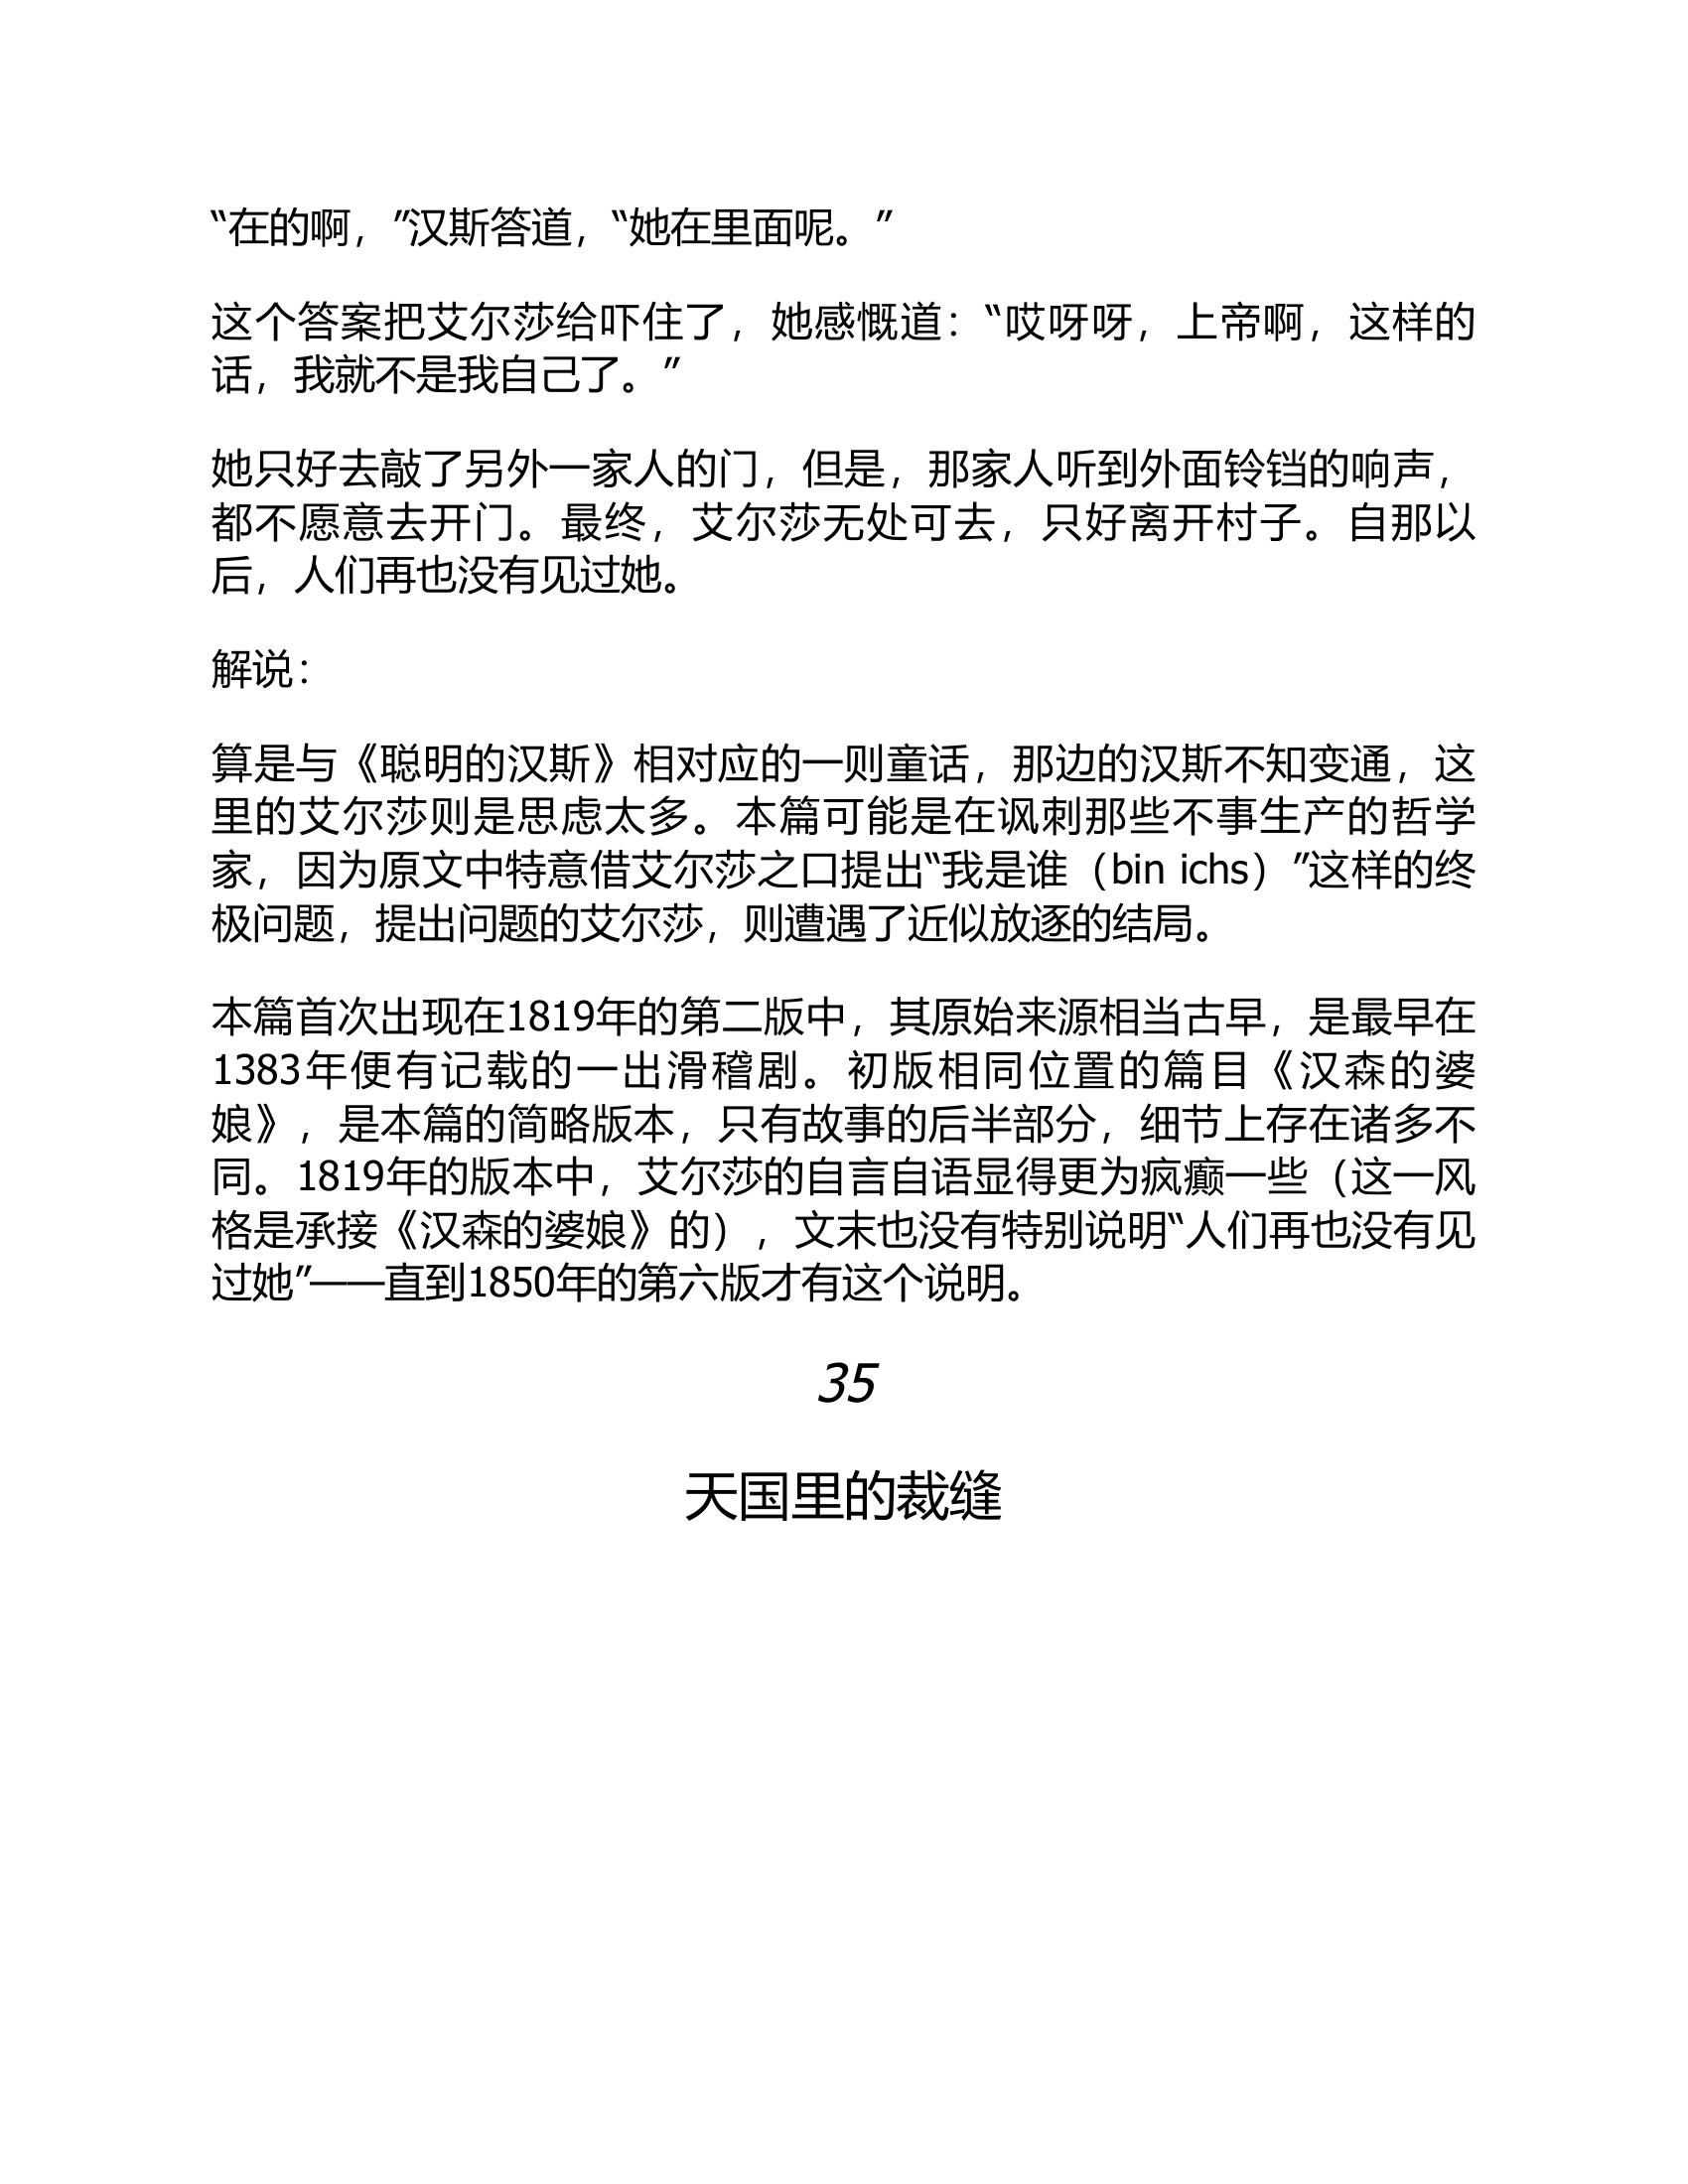 “在的啊，”汉斯答道，“她在里面呢。”
这个答案把艾尔莎给吓住了，她感慨道：“哎呀呀，上帝啊，这样的
话，我就不是我自己了。”
她只好去敲了另外一家人的门，但是，那家人听到外面铃铛的响声，
都不愿意去开门。最终，艾尔莎无处可去，只好离开村子。自那以
后，人们再也没有见过她。
解说：
算是与《聪明的汉斯》相对应的一则童话，那边的汉斯不知变通，这
里的艾尔莎则是思虑太多。本篇可能是在讽刺那些不事生产的哲学
家，因为原文中特意借艾尔莎之口提出“我是谁（bin ichs）”这样的终
极问题，提出问题的艾尔莎，则遭遇了近似放逐的结局。
本篇首次出现在1819年的第二版中，其原始来源相当古早，是最早在
1383年便有记载的一出滑稽剧。初版相同位置的篇目《汉森的婆
娘》，是本篇的简略版本，只有故事的后半部分，细节上存在诸多不
同。1819年的版本中，艾尔莎的自言自语显得更为疯癫一些（这一风
格是承接《汉森的婆娘》的），文末也没有特别说明“人们再也没有见
过她”——直到1850年的第六版才有这个说明。
35
天国里的裁缝